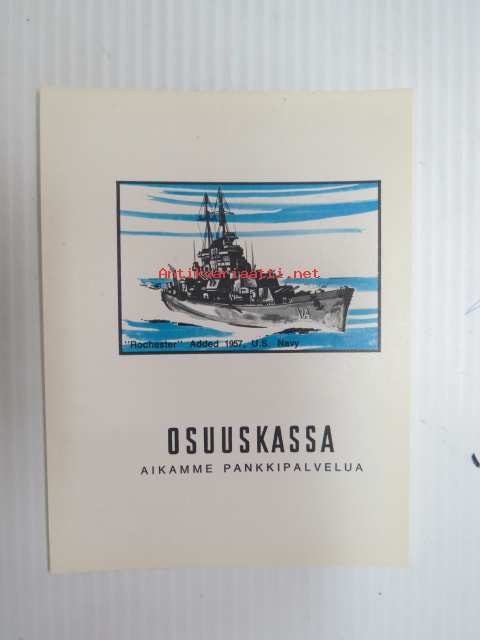 Antikvariaatti.net
"Rochester" Added 1957, U.S. Navy
OSUUSKASSA
AIKAMME PANKKIPALVELUA